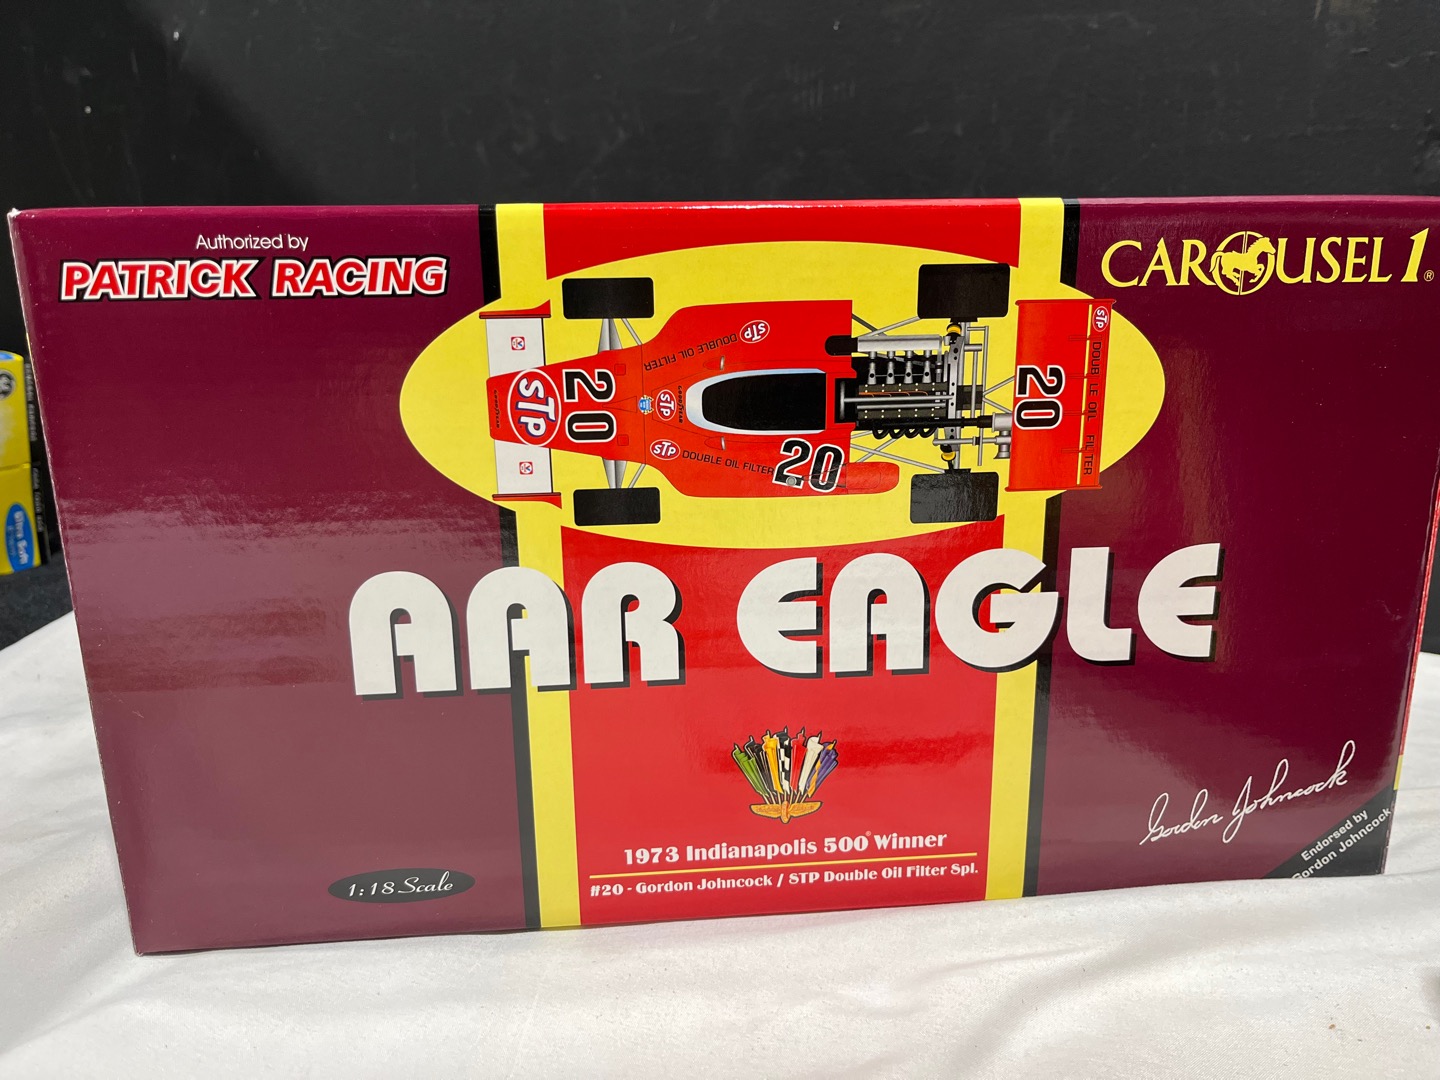 Authorized by
PATRICK RACING
CAROUSEL 1®
STP
DOUBLE OIL FILTER
STP
20
STP
GOODYEAR
STP
DOUBLE OIL FILTER
20
STP
DOUBLE OIL FILTER
20
AAR EAGLE
1973 Indianapolis 500® Winner
#20 - Gordon Johncock / STP Double Oil Filter Spl.
1:18 Scale
Gordon Johncock
Endorsed by
Gordon Johncock